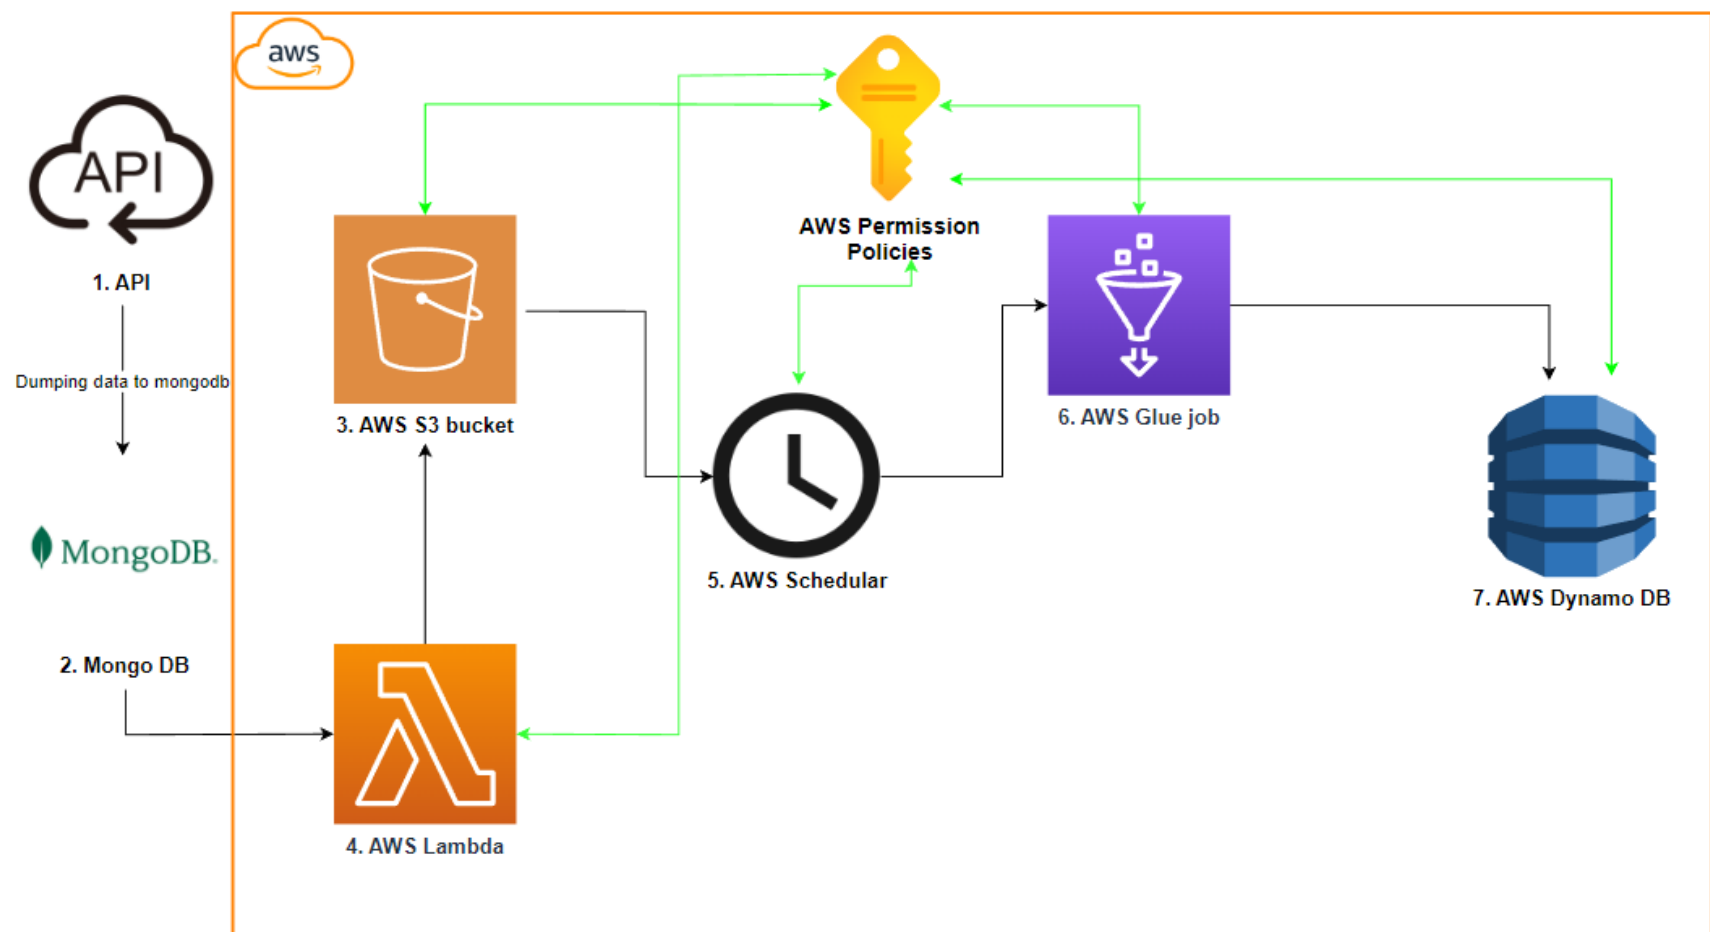 aws
API
1. API
Dumping data to mongodb
MongoDB.
2. Mongo DB
AWS Permission
Policies
3. AWS S3 bucket
4. AWS Lambda
5. AWS Schedular
6. AWS Glue job
7. AWS Dynamo DB